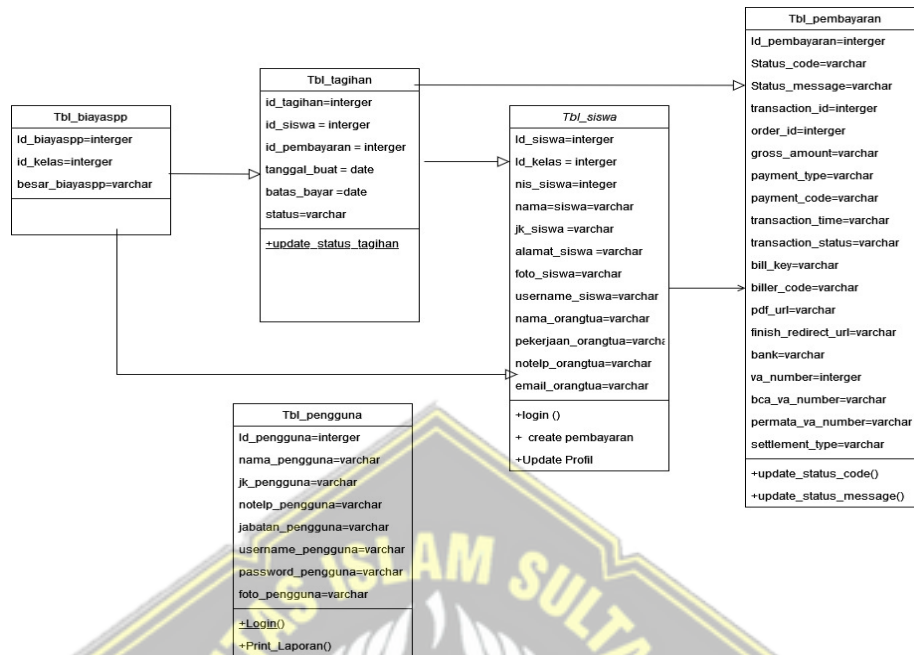 Tbl_biayaspp
Id_biayaspp=interger
id_kelas=interger
besar_biayaspp=varchar
Tbl_tagihan
id_tagihan=interger
id_siswa = interger
id_pembayaran = interger
tanggal_buat = date
batas_bayar =date
status=varchar
+update_status_tagihan
Tbl_siswa
Id_siswa=interger
Id_kelas = interger
nis_siswa=integer
nama=siswa=varchar
jk_siswa =varchar
alamat_siswa =varchar
foto_siswa=varchar
username_siswa=varchar
nama_orangtua=varchar
pekerjaan_orangtua=varcha
notelp_orangtua=varchar
email_orangtua=varchar
+login ()
+ create pembayaran
+Update Profil
Tbl_pembayaran
Id_pembayaran=interger
Status_code=varchar
Status_message=varchar
transaction_id=interger
order_id=interger
gross_amount=varchar
payment_type=varchar
payment_code=varchar
transaction_time=varchar
transaction_status=varchar
bill_key=varchar
biller_code=varchar
pdf_url=varchar
finish_redirect_url=varchar
bank=varchar
va_number=interger
bca_va_number=varchar
permata_va_number=varchar
settlement_type=varchar
+update_status_code()
+update_status_message()
Tbl_pengguna
Id_pengguna=interger
nama_pengguna=varchar
jk_pengguna=varchar
notelp_pengguna=varchar
jabatan_pengguna=varchar
username_pengguna=varchar
password_pengguna=varchar
foto_pengguna=varchar
+Login()
+Print_Laporan()
ITAS ISLAM SULTA